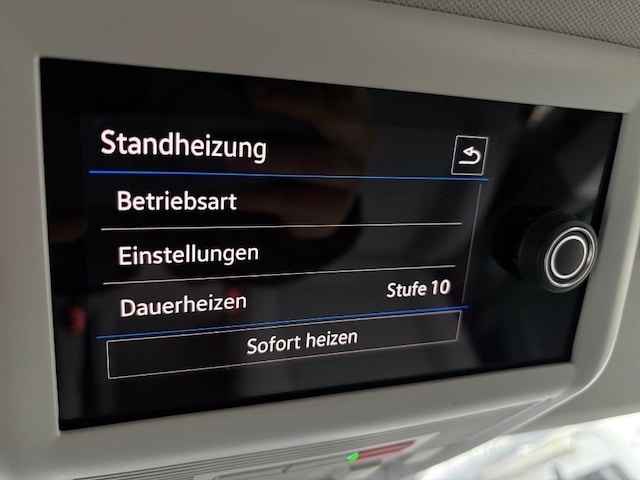 Standheizung
Betriebsart
Einstellungen
Dauerheizen Stufe 10
Sofort heizen